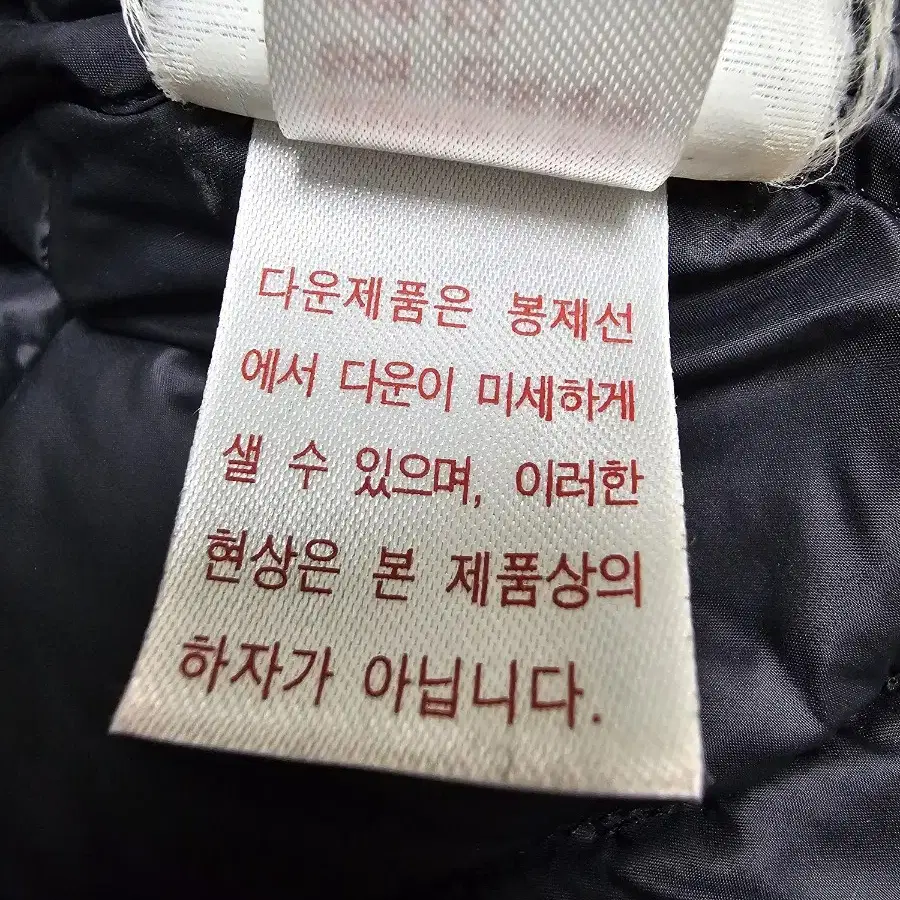 다운제품은 봉제선
에서 다운이 미세하게
샐 수 있으며, 이러한
현상은 본 제품상의
하자가 아닙니다.